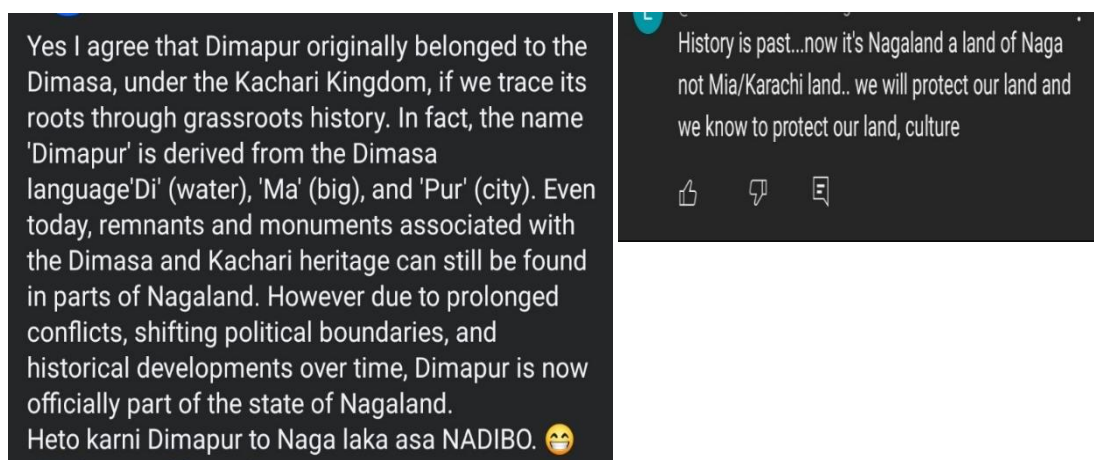 Yes I agree that Dimapur originally belonged to the
Dimasa, under the Kachari Kingdom, if we trace its
roots through grassroots history. In fact, the name
'Dimapur' is derived from the Dimasa
language'Di' (water), 'Ma' (big), and 'Pur' (city). Even
today, remnants and monuments associated with
the Dimasa and Kachari heritage can still be found
in parts of Nagaland. However due to prolonged
conflicts, shifting political boundaries, and
historical developments over time, Dimapur is now
officially part of the state of Nagaland.
Heto karni Dimapur to Naga laka asa NADIBO. 😁
History is past...now it's Nagaland a land of Naga
not Mia/Karachi land.. we will protect our land and
we know to protect our land, culture